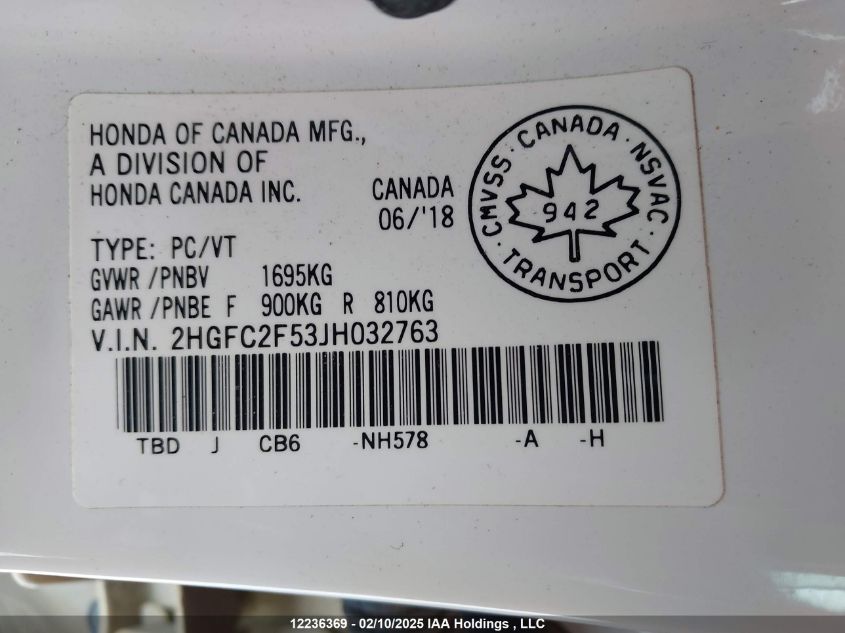 HONDA OF CANADA MFG.,
A DIVISION OF
HONDA CANADA INC.
CANADA
06/'18
CMVSS · CANADA · NSVAC · TRANSPORT ·
942
TYPE: PC/VT
GVWR /PNBV 1695KG
GAWR /PNBE F 900KG R 810KG
V.I.N. 2HGFC2F53JH032763
TBD J CB6 -NH578 -A -H
12236369 - 02/10/2025 IAA Holdings , LLC